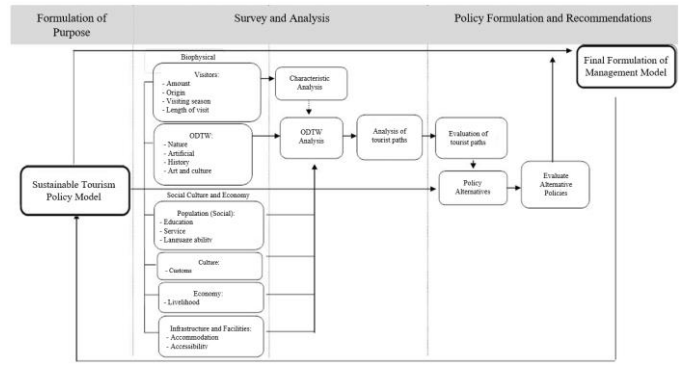 Formulation of
Purpose
Survey and Analysis
Policy Formulation and Recommendations
Biophysical
Visitors:
- Amount
- Origin
- Visiting season
- Length of visit
Characteristic
Analysis
Final Formulation of
Management Model
ODTW:
- Nature
- Artificial
- History
- Art and culture
ODTW
Analysis
Analysis of
tourist paths
Evaluation of
tourist paths
Sustainable Tourism
Policy Model
Policy
Alternatives
Evaluate
Alternative
Policies
Social Culture and Economy
Population (Social):
- Education
- Service
- Language ability
Culture:
- Customs
Economy:
- Livelihood
Infrastructure and Facilities:
- Accommodation
- Accessibility